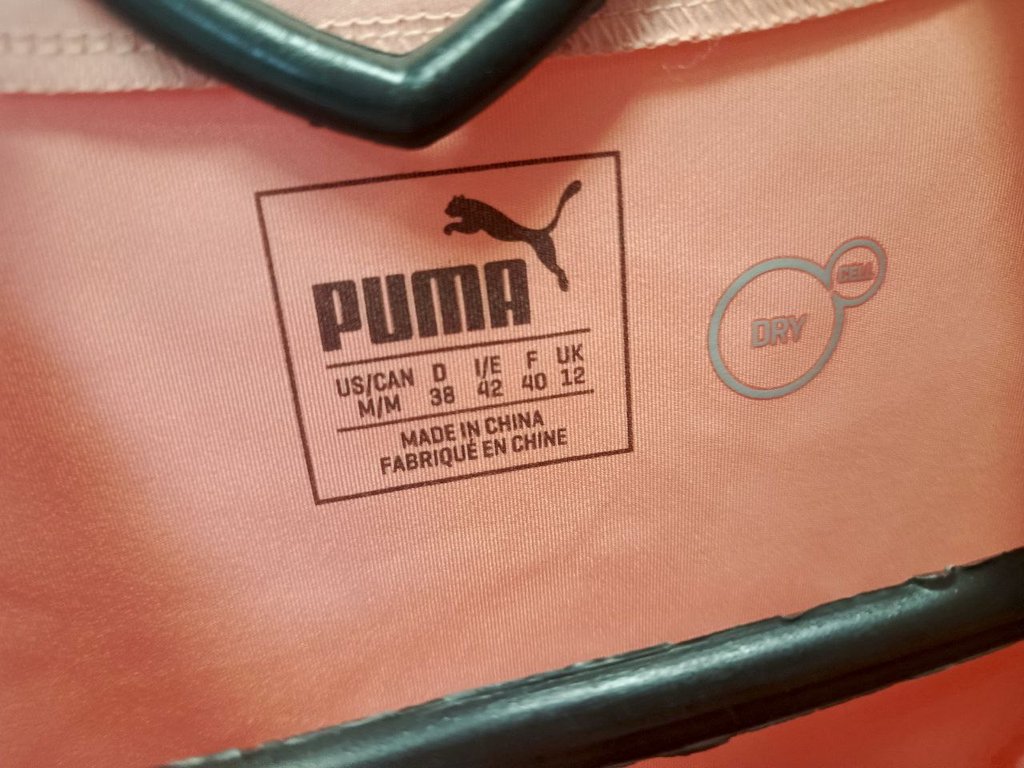 PUMA
US/CAN D I/E F UK
M/M 38 42 40 12
MADE IN CHINA
FABRIQUÉ EN CHINE
DRY
CELL